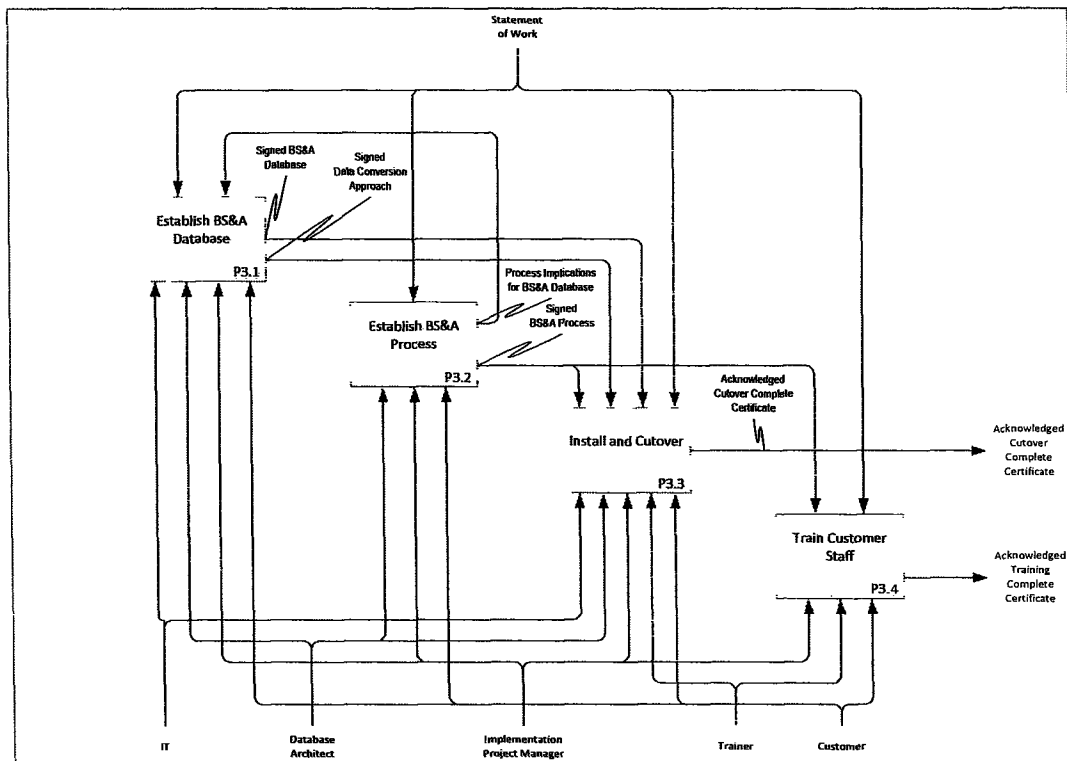 Statement
of Work
Signed BS&A
Database
Signed
Data Conversion
Approach
Establish BS&A
Database
P3.1
Process Implications
for BS&A Database
Signed
BS&A Process
Establish BS&A
Process
P3.2
Acknowledged
Cutover Complete
Certificate
Install and Cutover
P3.3
Acknowledged
Cutover
Complete
Certificate
Train Customer
Staff
P3.4
Acknowledged
Training
Complete
Certificate
IT
Database
Architect
Implementation
Project Manager
Trainer
Customer